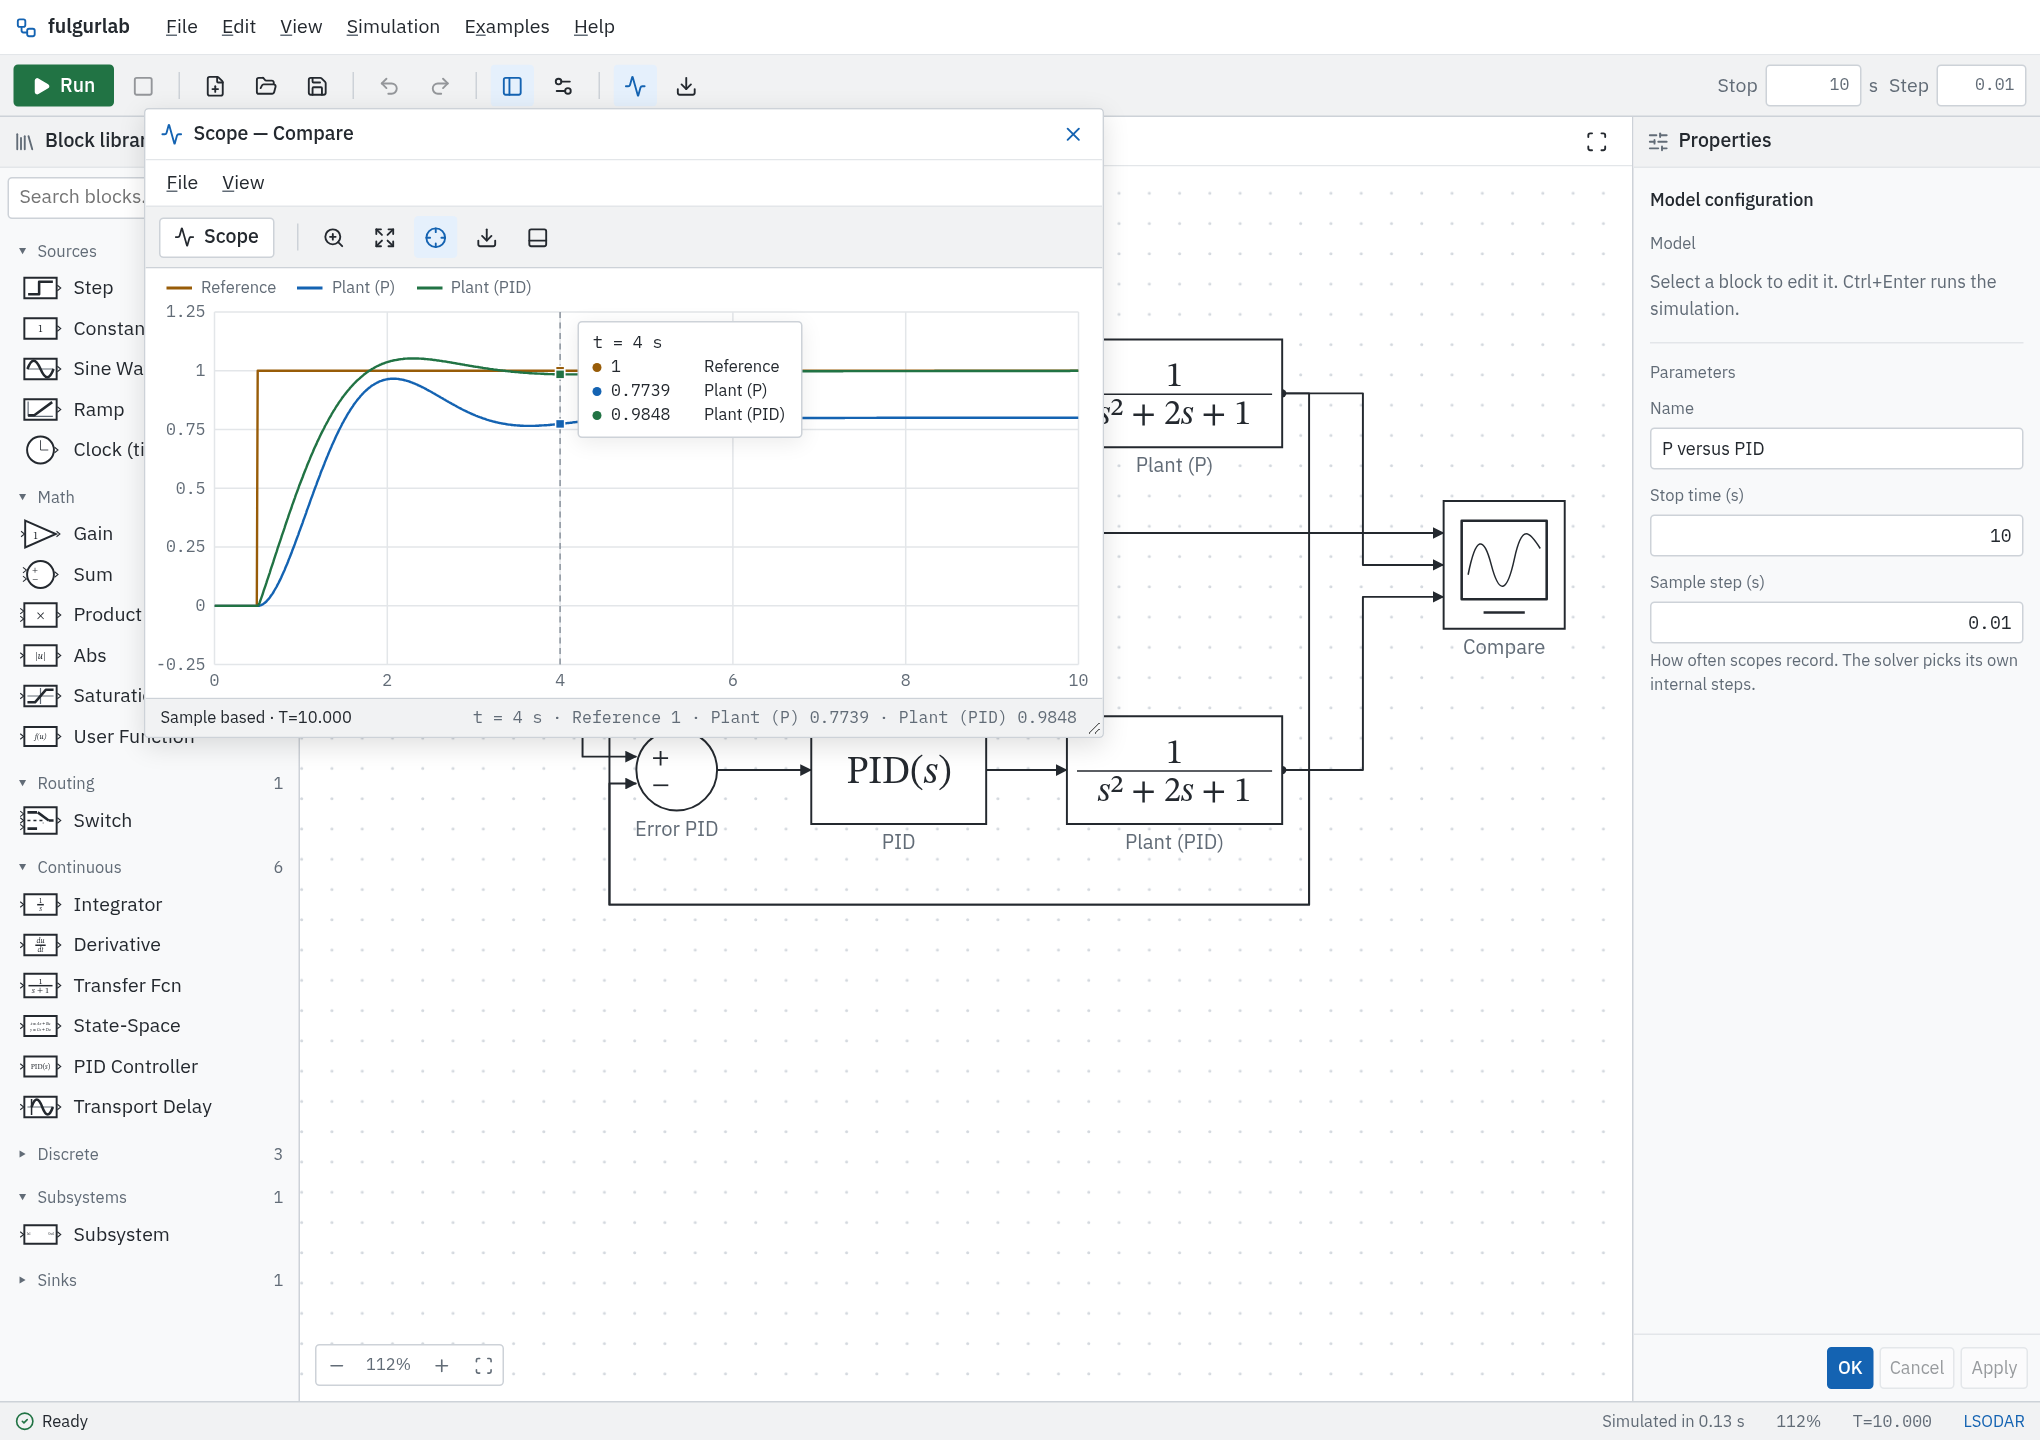 fulgurlab File Edit View Simulation Examples Help
Run Stop 10 s Step 0.01
Block librar
Search blocks.
Sources
Step
Constan
Sine Wa
Ramp
Clock (ti
Math
Gain
Sum
Product
Abs
Saturati
User Function
Routing 1
Switch
Continuous 6
Integrator
Derivative
Transfer Fcn
State-Space
PID Controller
Transport Delay
Discrete 3
Subsystems 1
Subsystem
Sinks 1
Scope — Compare
File View
Scope
Reference Plant (P) Plant (PID)
1.25
1
0.75
0.5
0.25
0
-0.25
0 2 4 6 8 10
t = 4 s
1 Reference
0.7739 Plant (P)
0.9848 Plant (PID)
Sample based · T=10.000 t = 4 s · Reference 1 · Plant (P) 0.7739 · Plant (PID) 0.9848
1
s² + 2s + 1
Plant (P)
Compare
+
−
Error PID
PID(s)
PID
1
s² + 2s + 1
Plant (PID)
− 112% +
Properties
Model configuration
Model
Select a block to edit it. Ctrl+Enter runs the
simulation.
Parameters
Name
P versus PID
Stop time (s)
10
Sample step (s)
0.01
How often scopes record. The solver picks its own
internal steps.
OK Cancel Apply
Ready Simulated in 0.13 s 112% T=10.000 LSODAR